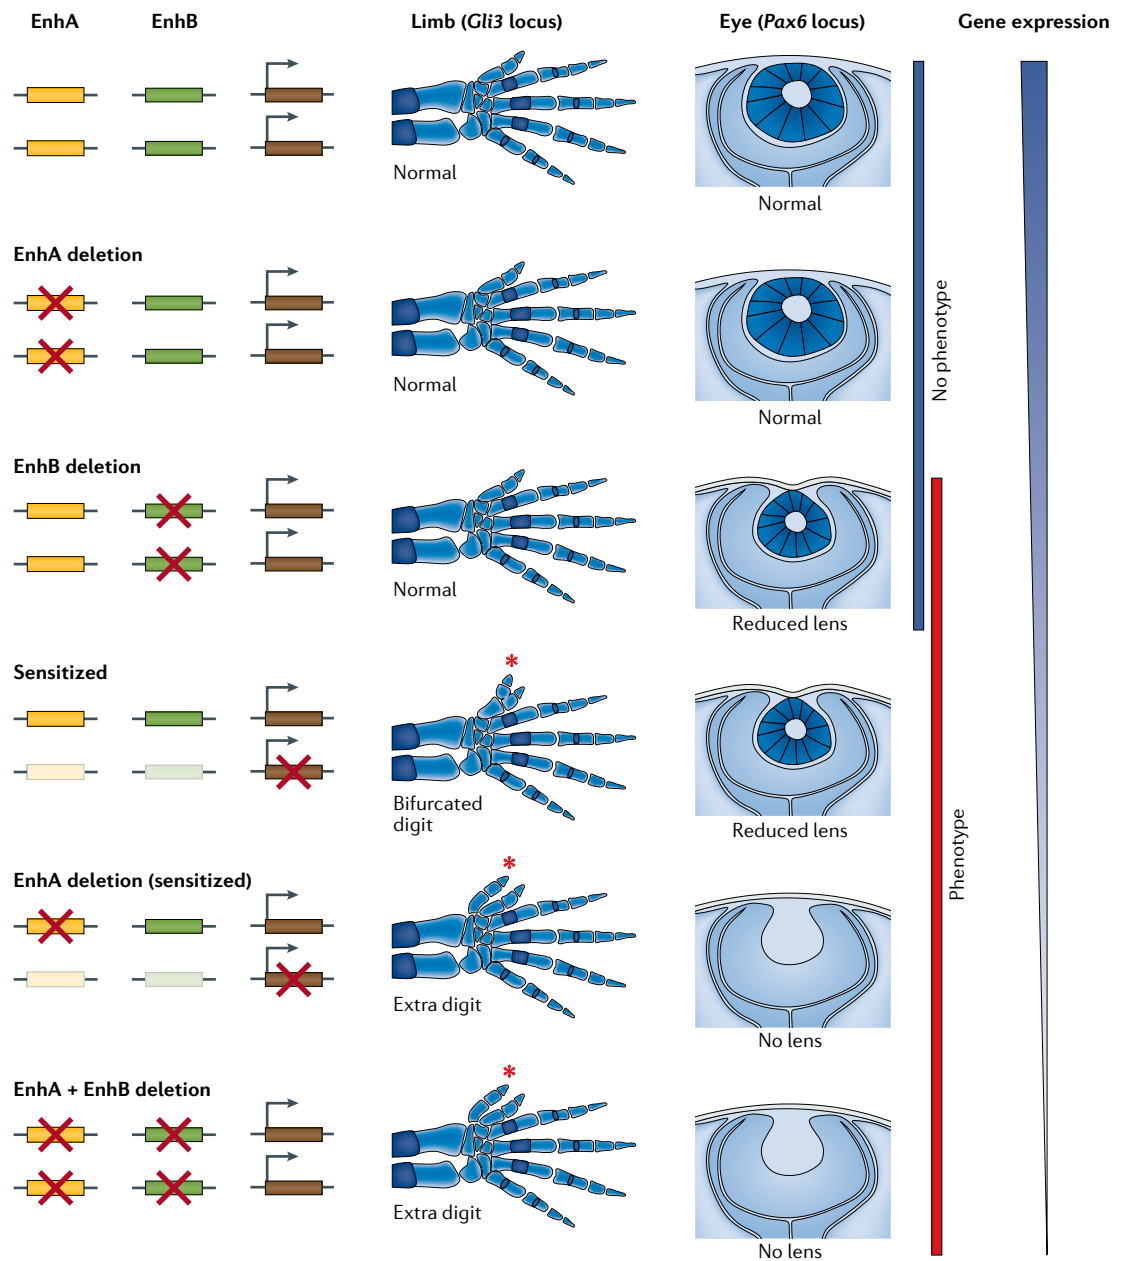 EnhA EnhB Limb (Gli3 locus) Eye (Pax6 locus) Gene expression
Normal
Normal
EnhA deletion
Normal
Normal
No phenotype
EnhB deletion
Normal
Reduced lens
Sensitized
*
Bifurcated
digit
Reduced lens
Phenotype
EnhA deletion (sensitized)
*
Extra digit
No lens
EnhA + EnhB deletion
*
Extra digit
No lens